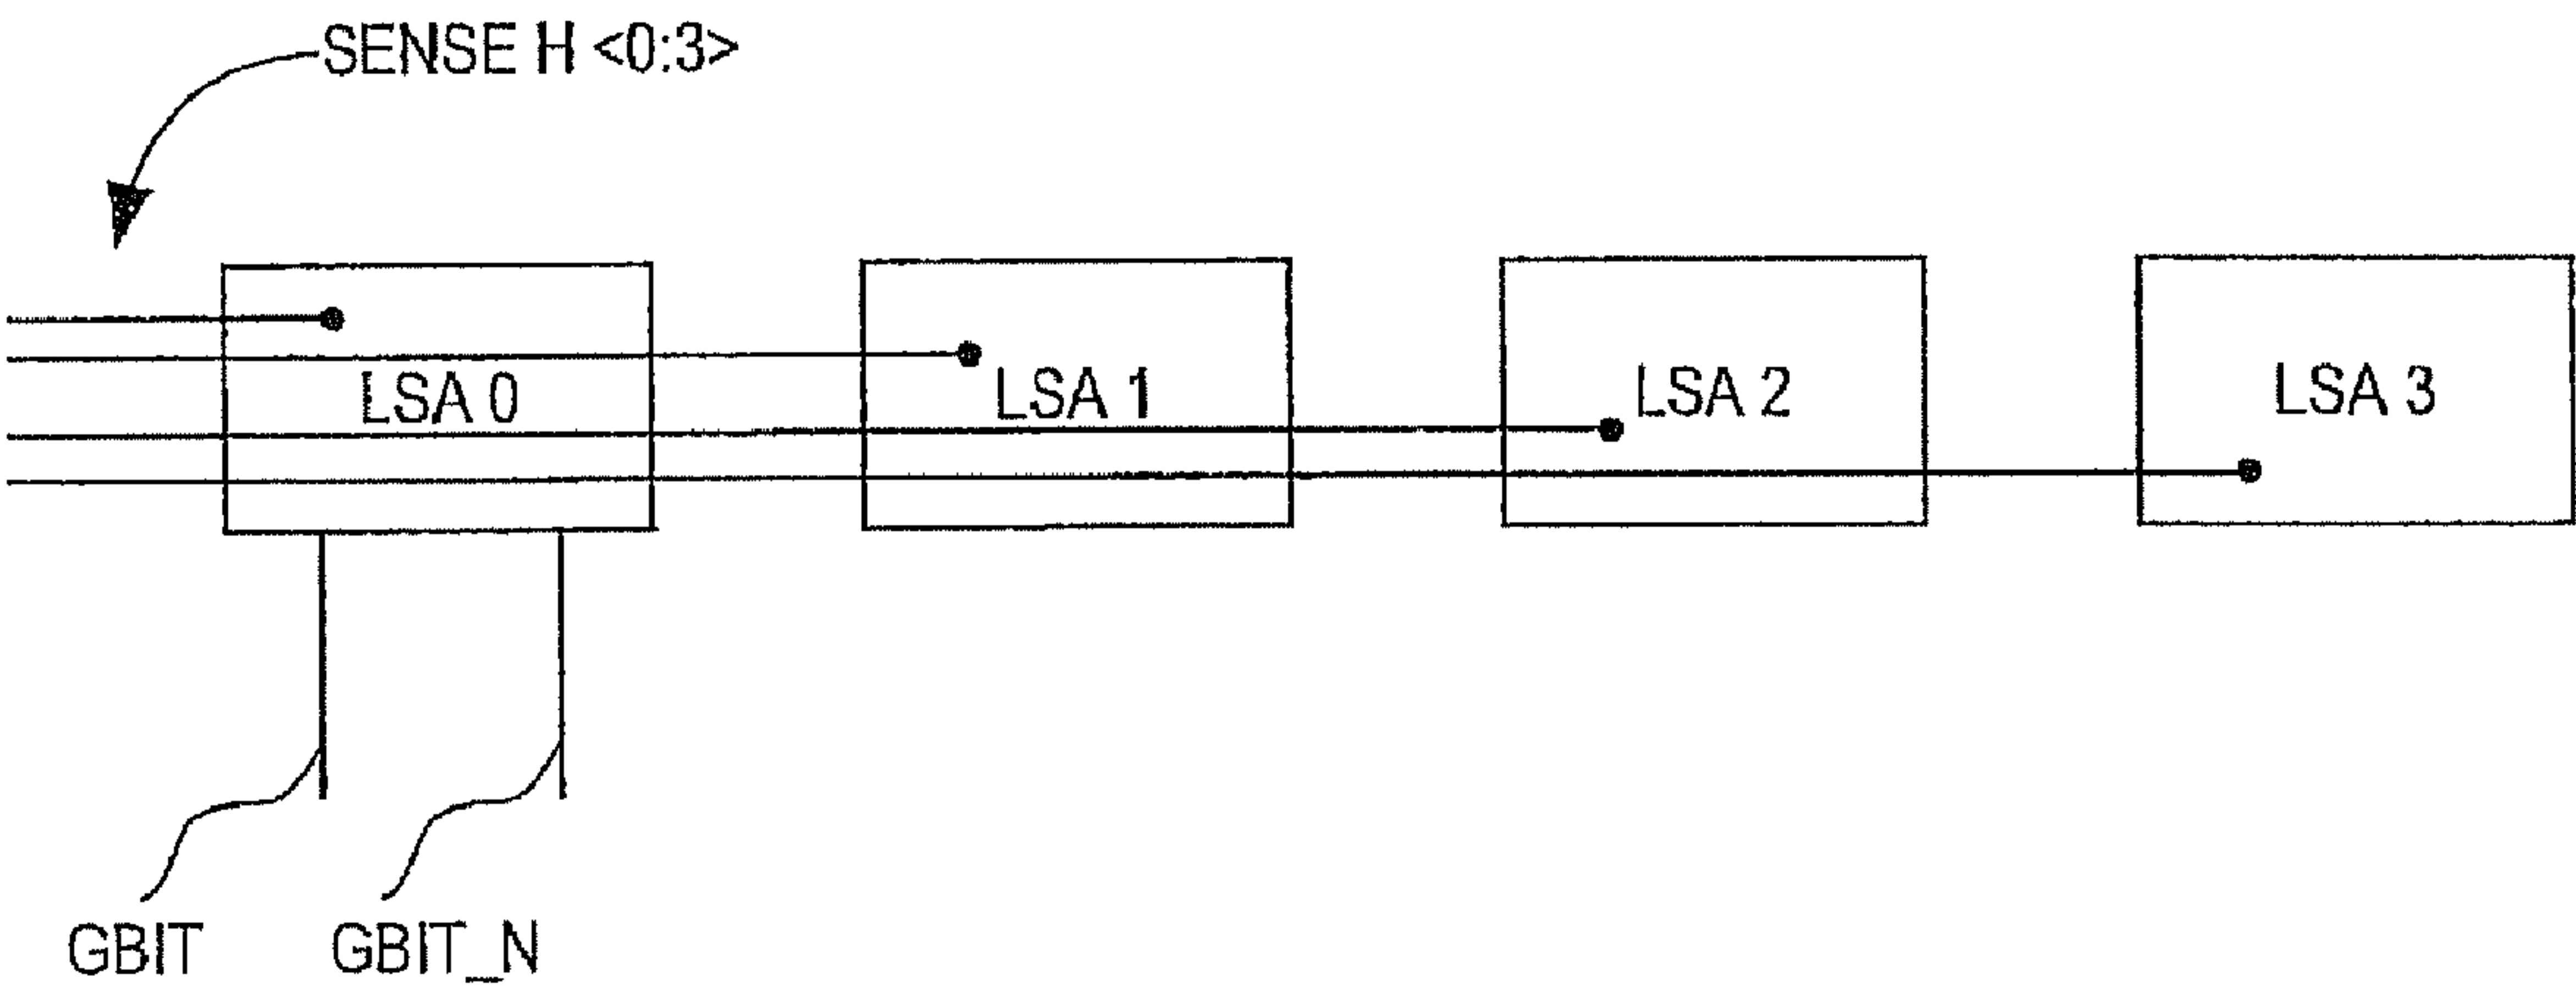 SENSE H <0:3>
LSA 0
LSA 1
LSA 2
LSA 3
GBIT
GBIT_N